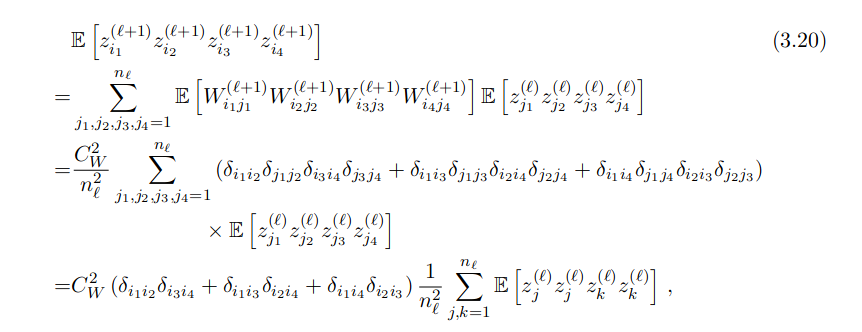 $\mathbb{E}\left[z_{i_1}^{(\ell+1)} z_{i_2}^{(\ell+1)} z_{i_3}^{(\ell+1)} z_{i_4}^{(\ell+1)}\right]$ (3.20)
$= \sum_{j_1,j_2,j_3,j_4=1}^{n_\ell} \mathbb{E}\left[W_{i_1 j_1}^{(\ell+1)} W_{i_2 j_2}^{(\ell+1)} W_{i_3 j_3}^{(\ell+1)} W_{i_4 j_4}^{(\ell+1)}\right] \mathbb{E}\left[z_{j_1}^{(\ell)} z_{j_2}^{(\ell)} z_{j_3}^{(\ell)} z_{j_4}^{(\ell)}\right]$
$= \frac{C_W^2}{n_\ell^2} \sum_{j_1,j_2,j_3,j_4=1}^{n_\ell} (\delta_{i_1 i_2} \delta_{j_1 j_2} \delta_{i_3 i_4} \delta_{j_3 j_4} + \delta_{i_1 i_3} \delta_{j_1 j_3} \delta_{i_2 i_4} \delta_{j_2 j_4} + \delta_{i_1 i_4} \delta_{j_1 j_4} \delta_{i_2 i_3} \delta_{j_2 j_3})$
$\times \mathbb{E}\left[z_{j_1}^{(\ell)} z_{j_2}^{(\ell)} z_{j_3}^{(\ell)} z_{j_4}^{(\ell)}\right]$
$= C_W^2 (\delta_{i_1 i_2} \delta_{i_3 i_4} + \delta_{i_1 i_3} \delta_{i_2 i_4} + \delta_{i_1 i_4} \delta_{i_2 i_3}) \frac{1}{n_\ell^2} \sum_{j,k=1}^{n_\ell} \mathbb{E}\left[z_j^{(\ell)} z_j^{(\ell)} z_k^{(\ell)} z_k^{(\ell)}\right] ,$